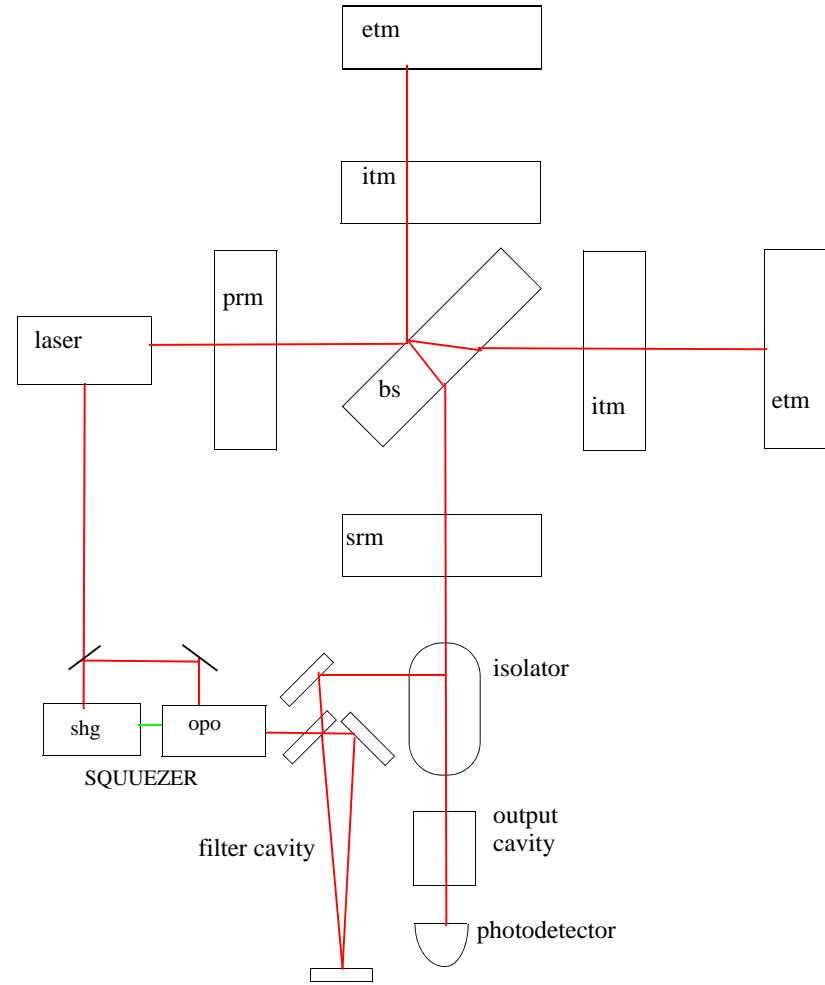 etm
itm
prm
laser
bs
itm
etm
srm
isolator
shg
opo
SQUUEZER
output
cavity
filter cavity
photodetector